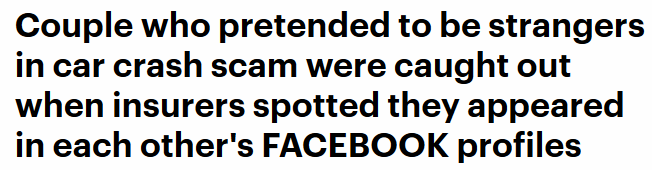 Couple who pretended to be strangers
in car crash scam were caught out
when insurers spotted they appeared
in each other's FACEBOOK profiles